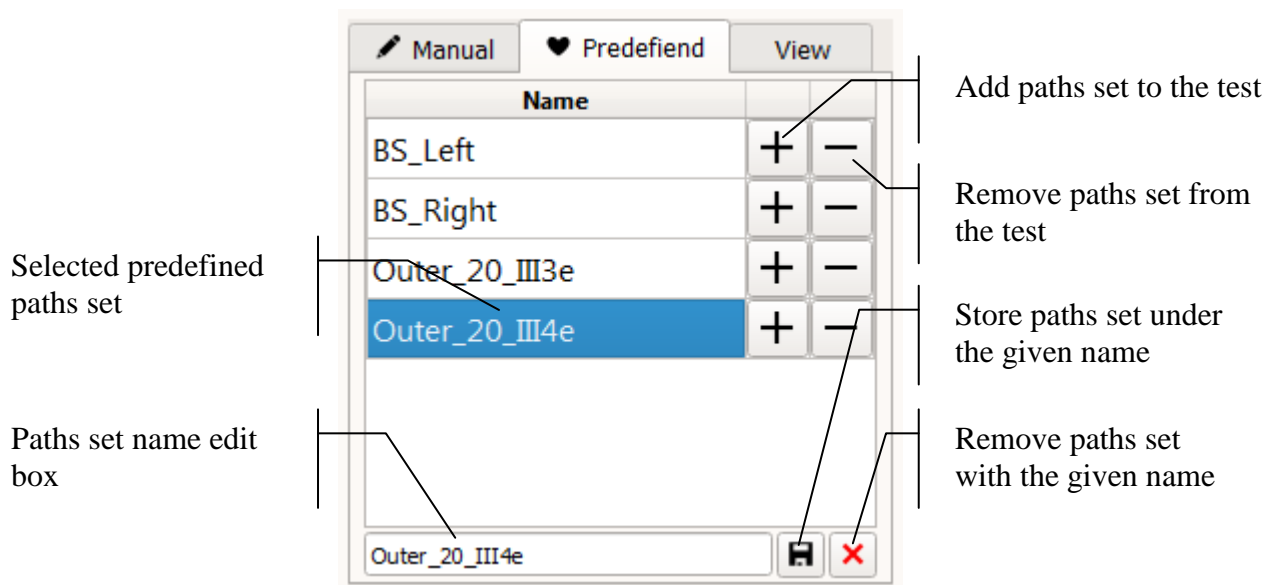 Manual Predefiend View
Name
BS_Left
BS_Right
Outer_20_III3e
Outer_20_III4e
Outer_20_III4e
Selected predefined
paths set
Paths set name edit
box
Add paths set to the test
Remove paths set from
the test
Store paths set under
the given name
Remove paths set
with the given name